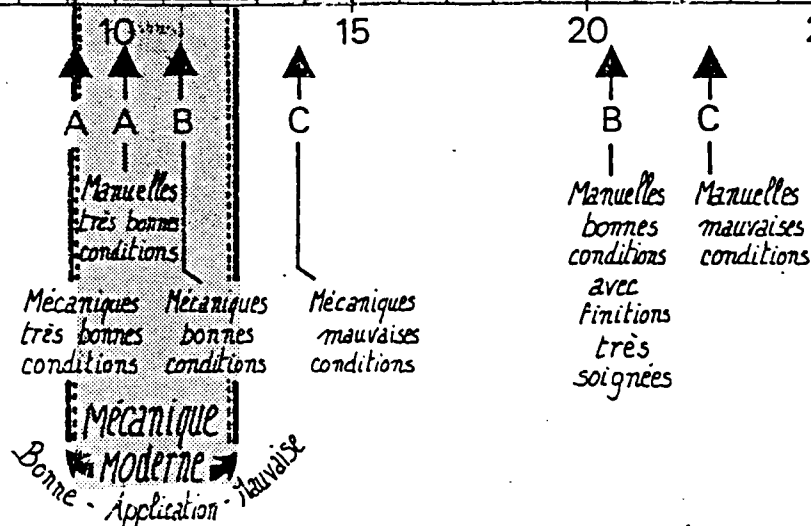 10
15
20
A
A
B
C
B
C
Manuelles
très bonnes
conditions
Manuelles
bonnes
conditions
avec
finitions
très
soignées
Manuelles
mauvaises
conditions
Mécaniques
très bonnes
conditions
Mécaniques
bonnes
conditions
Mécaniques
mauvaises
conditions
Mécanique
moderne
Bonne - Application - Mauvaise